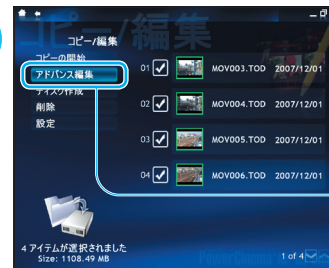 コピー/編集
コピー/編集
コピーの開始
アドバンス編集
ディスク作成
削除
設定
01 MOV003.TOD 2007/12/01
02 MOV004.TOD 2007/12/01
03 MOV005.TOD 2007/12/01
04 MOV006.TOD 2007/12/01
4 アイテムが選択されました
Size: 1108.49 MB
PowerCinema
1 of 4